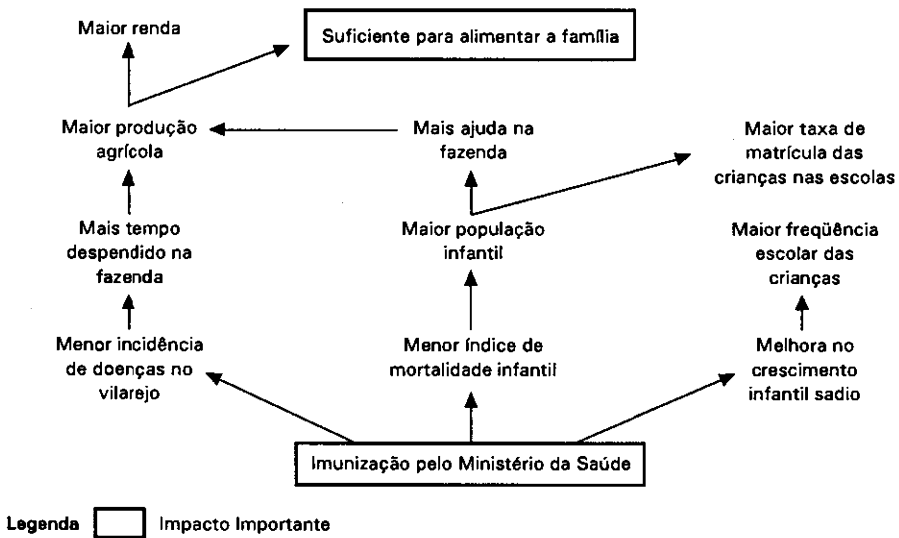 Maior renda
Suficiente para alimentar a família
Maior produção
agrícola
Mais ajuda na
fazenda
Maior taxa de
matrícula das
crianças nas escolas
Mais tempo
despendido na
fazenda
Maior população
infantil
Maior freqüência
escolar das
crianças
Menor incidência
de doenças no
vilarejo
Menor índice de
mortalidade infantil
Melhora no
crescimento
infantil sadio
Imunização pelo Ministério da Saúde
Legenda Impacto Importante